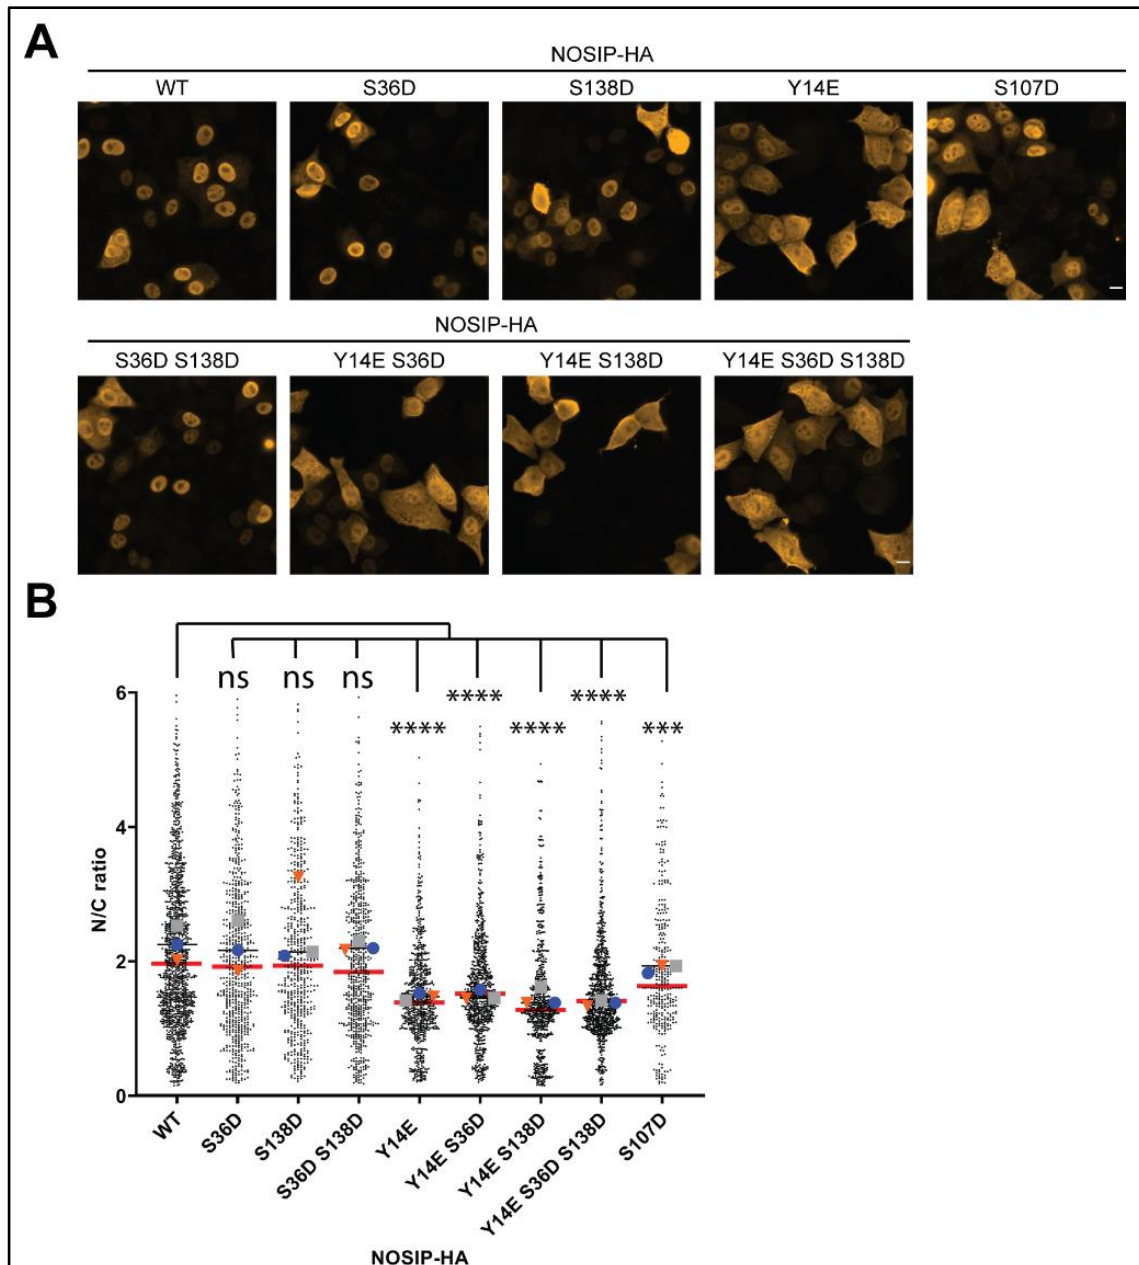 A
NOSIP-HA
WT S36D S138D Y14E S107D
NOSIP-HA
S36D S138D Y14E S36D Y14E S138D Y14E S36D S138D
B
ns ns ns **** **** **** **** ***
6
4
2
0
N/C ratio
WT S36D S138D S36D S138D Y14E Y14E S36D Y14E S138D Y14E S36D S138D S107D
NOSIP-HA